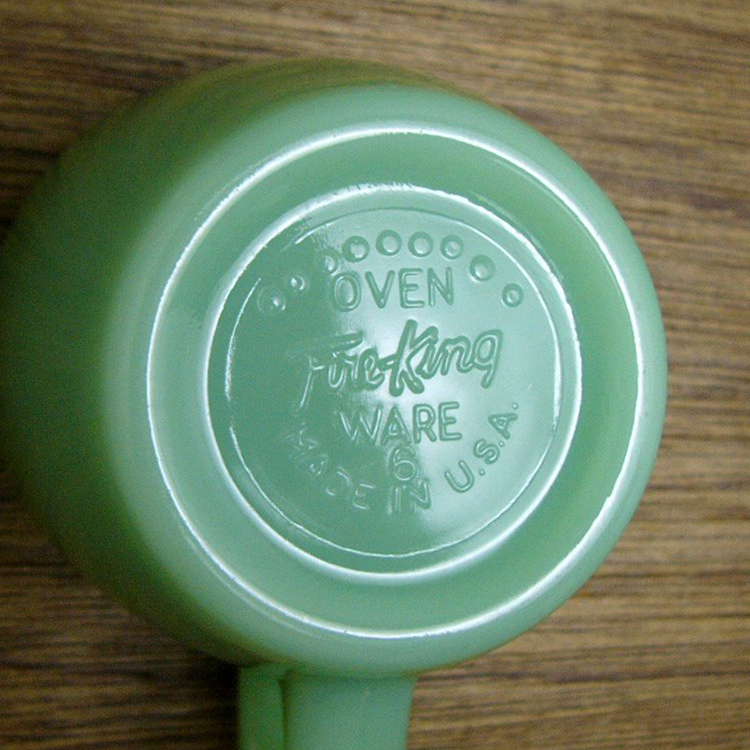 OVEN
Fire-King
WARE
6
MADE IN U.S.A.